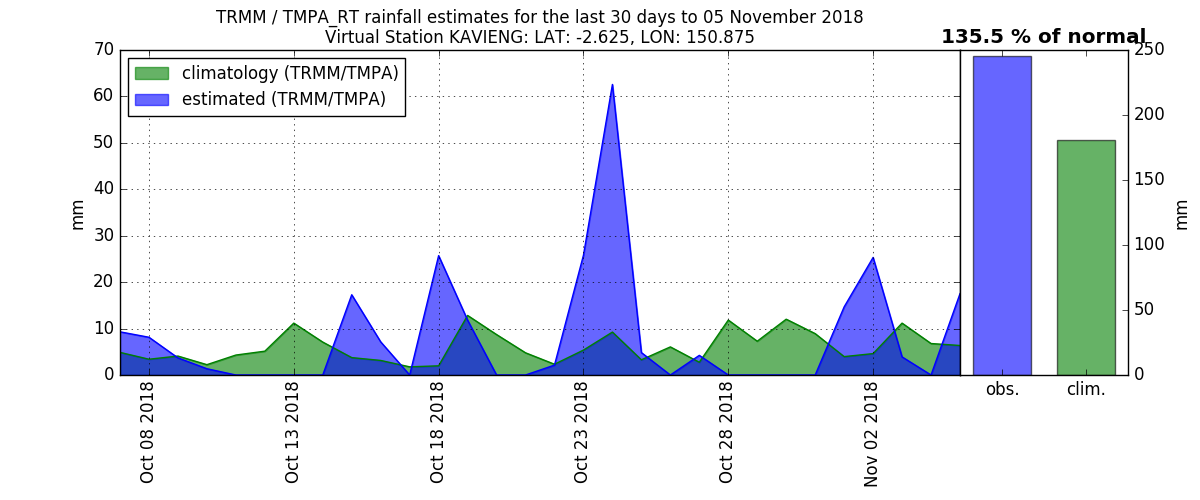 TRMM / TMPA_RT rainfall estimates for the last 30 days to 05 November 2018
Virtual Station KAVIENG: LAT: -2.625, LON: 150.875
135.5 % of normal
climatology (TRMM/TMPA)
estimated (TRMM/TMPA)
mm
70
60
50
40
30
20
10
0
Oct 08 2018
Oct 13 2018
Oct 18 2018
Oct 23 2018
Oct 28 2018
Nov 02 2018
obs.
clim.
250
200
150
100
50
0
mm